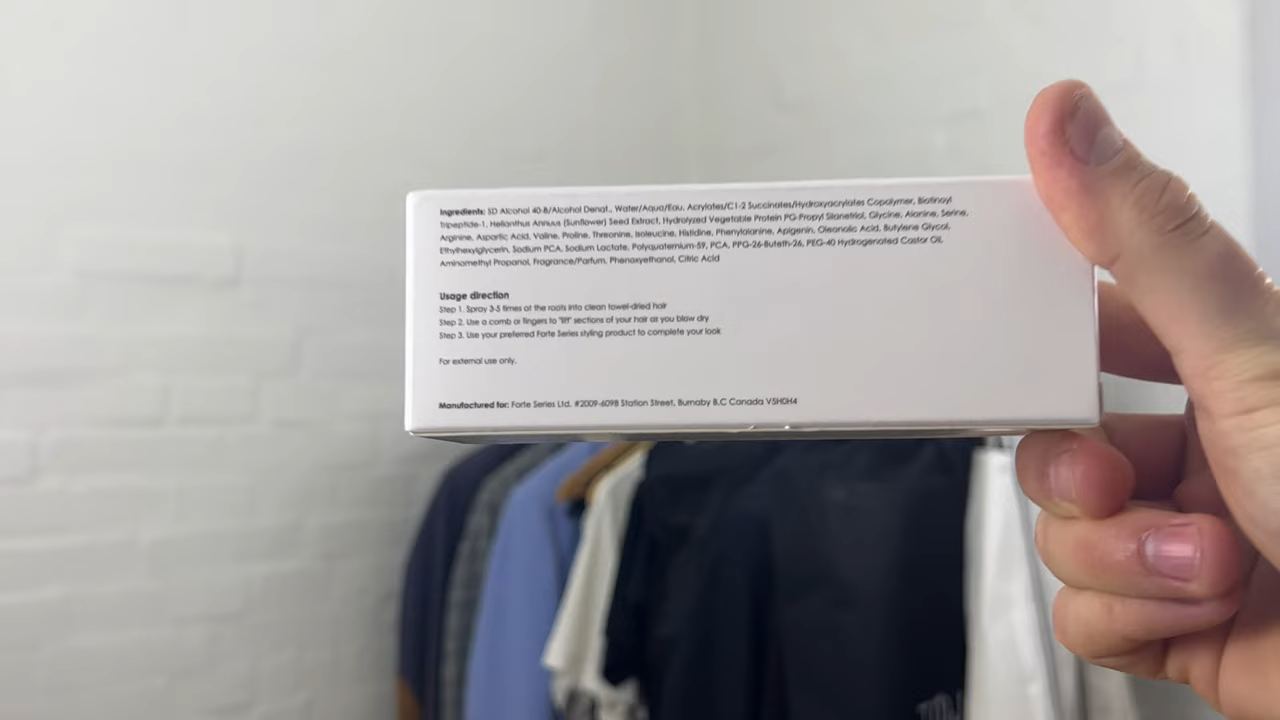 Ingredients: SD Alcohol 40-B/Alcohol Denat., Water/Aqua/Eau, Acrylates/C1-2 Succinates/Hydroxyacrylates Copolymer, Biotinoyl
Tripeptide-1, Helianthus Annuus (Sunflower) Seed Extract, Hydrolyzed Vegetable Protein PG-Propyl Silanetriol, Glycine, Alanine, Serine,
Arginine, Aspartic Acid, Valine, Proline, Threonine, Isoleucine, Histidine, Phenylalanine, Apigenin, Oleanolic Acid, Butylene Glycol,
Ethylhexylglycerin, Sodium PCA, Sodium Lactate, Polyquaternium-59, PCA, PPG-26-Buteth-26, PEG-40 Hydrogenated Castor Oil,
Aminomethyl Propanol, Fragrance/Parfum, Phenoxyethanol, Citric Acid
Usage direction
Step 1. Spray 3-5 times at the roots into clean towel-dried hair
Step 2. Use a comb or fingers to "lift" sections of your hair as you blow dry
Step 3. Use your preferred Forte Series styling product to complete your look
For external use only.
Manufactured for: Forte Series Ltd. #2009-6098 Station Street, Burnaby B.C Canada V5H0H4